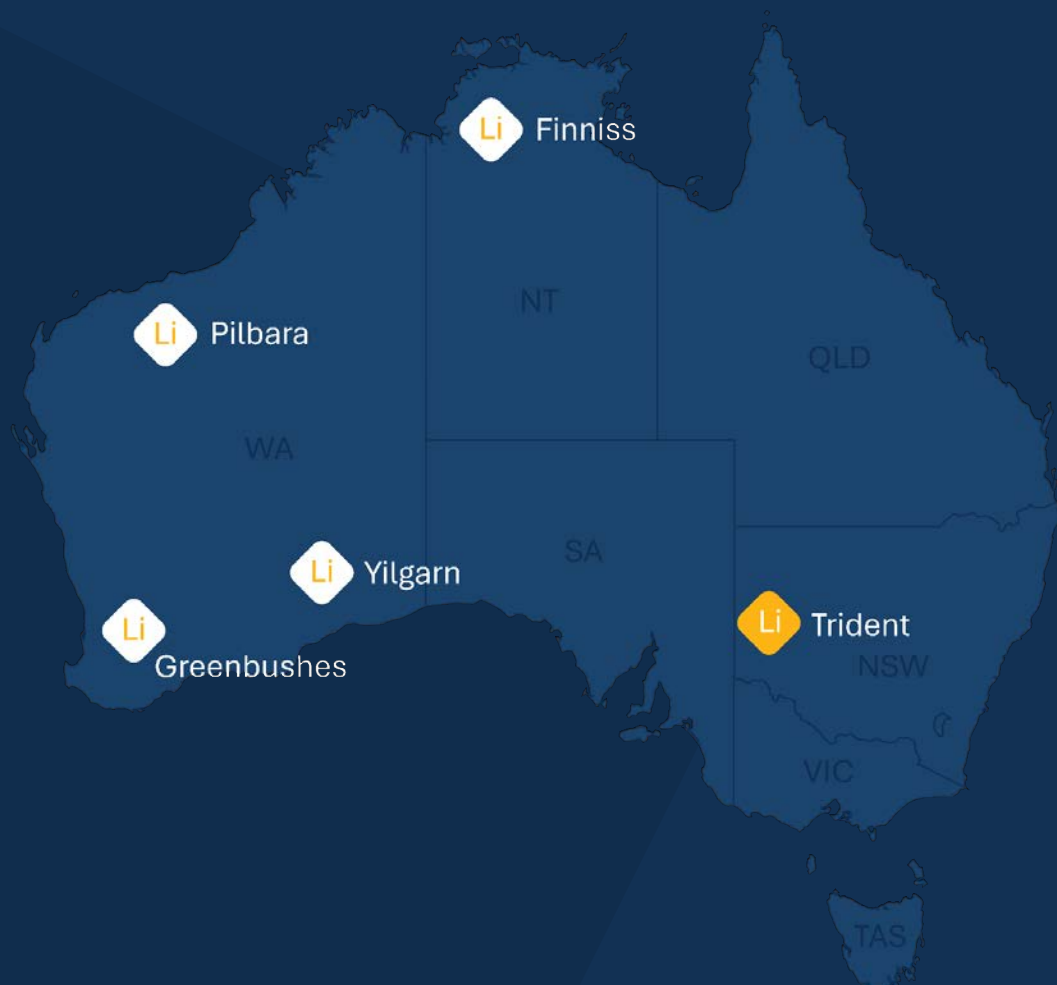 Li Finniss
NT
Li Pilbara
QLD
WA
SA
Li Yilgarn
Li Trident
Li
Greenbushes
NSW
VIC
TAS